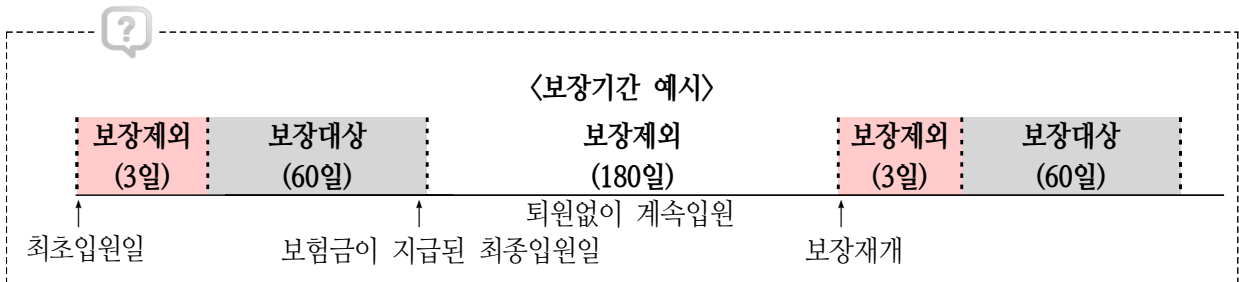 ?
<보장기간 예시>
보장제외 보장대상 보장제외 보장제외 보장대상
(3일) (60일) (180일) (3일) (60일)
퇴원없이 계속입원
최초입원일 보험금이 지급된 최종입원일 보장재개